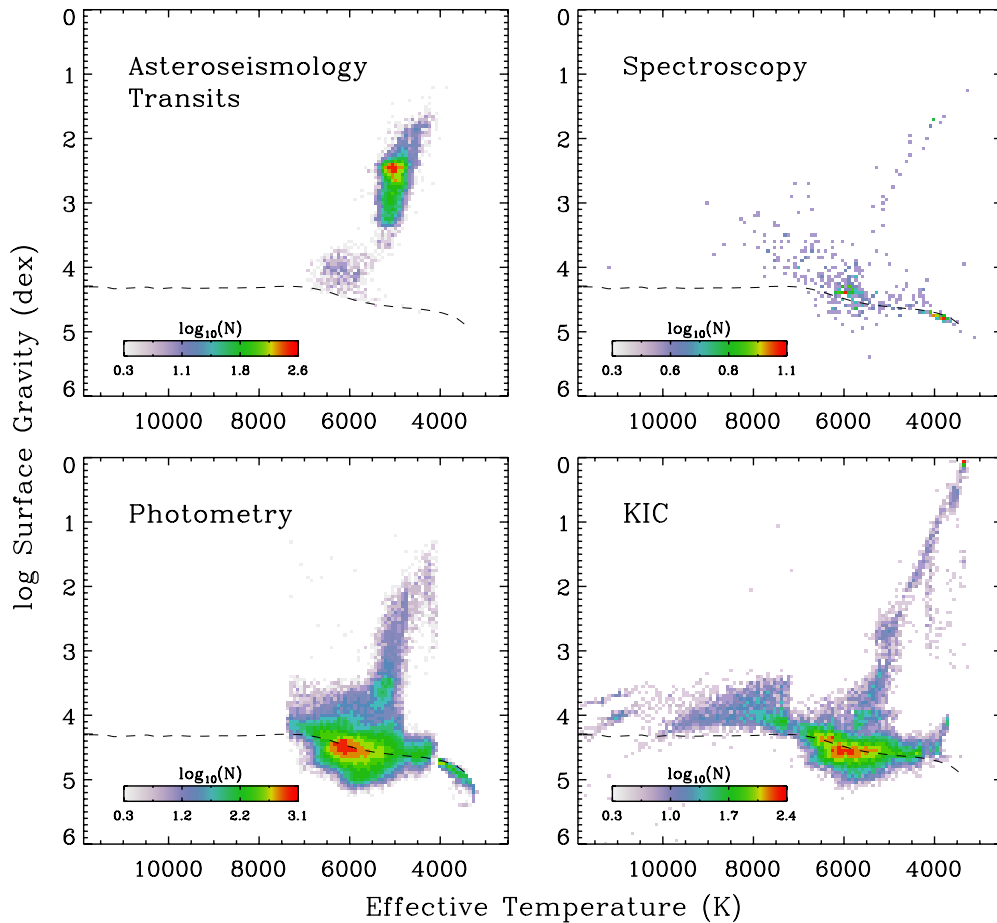 Asteroseismology
Transits
0
1
2
3
4
5
6
log₁₀(N)
0.3 1.1 1.8 2.6
10000 8000 6000 4000
Spectroscopy
0
1
2
3
4
5
6
log₁₀(N)
0.3 0.6 0.8 1.1
10000 8000 6000 4000
log Surface Gravity (dex)
Photometry
0
1
2
3
4
5
6
log₁₀(N)
0.3 1.2 2.2 3.1
10000 8000 6000 4000
KIC
0
1
2
3
4
5
6
log₁₀(N)
0.3 1.0 1.7 2.4
10000 8000 6000 4000
Effective Temperature (K)